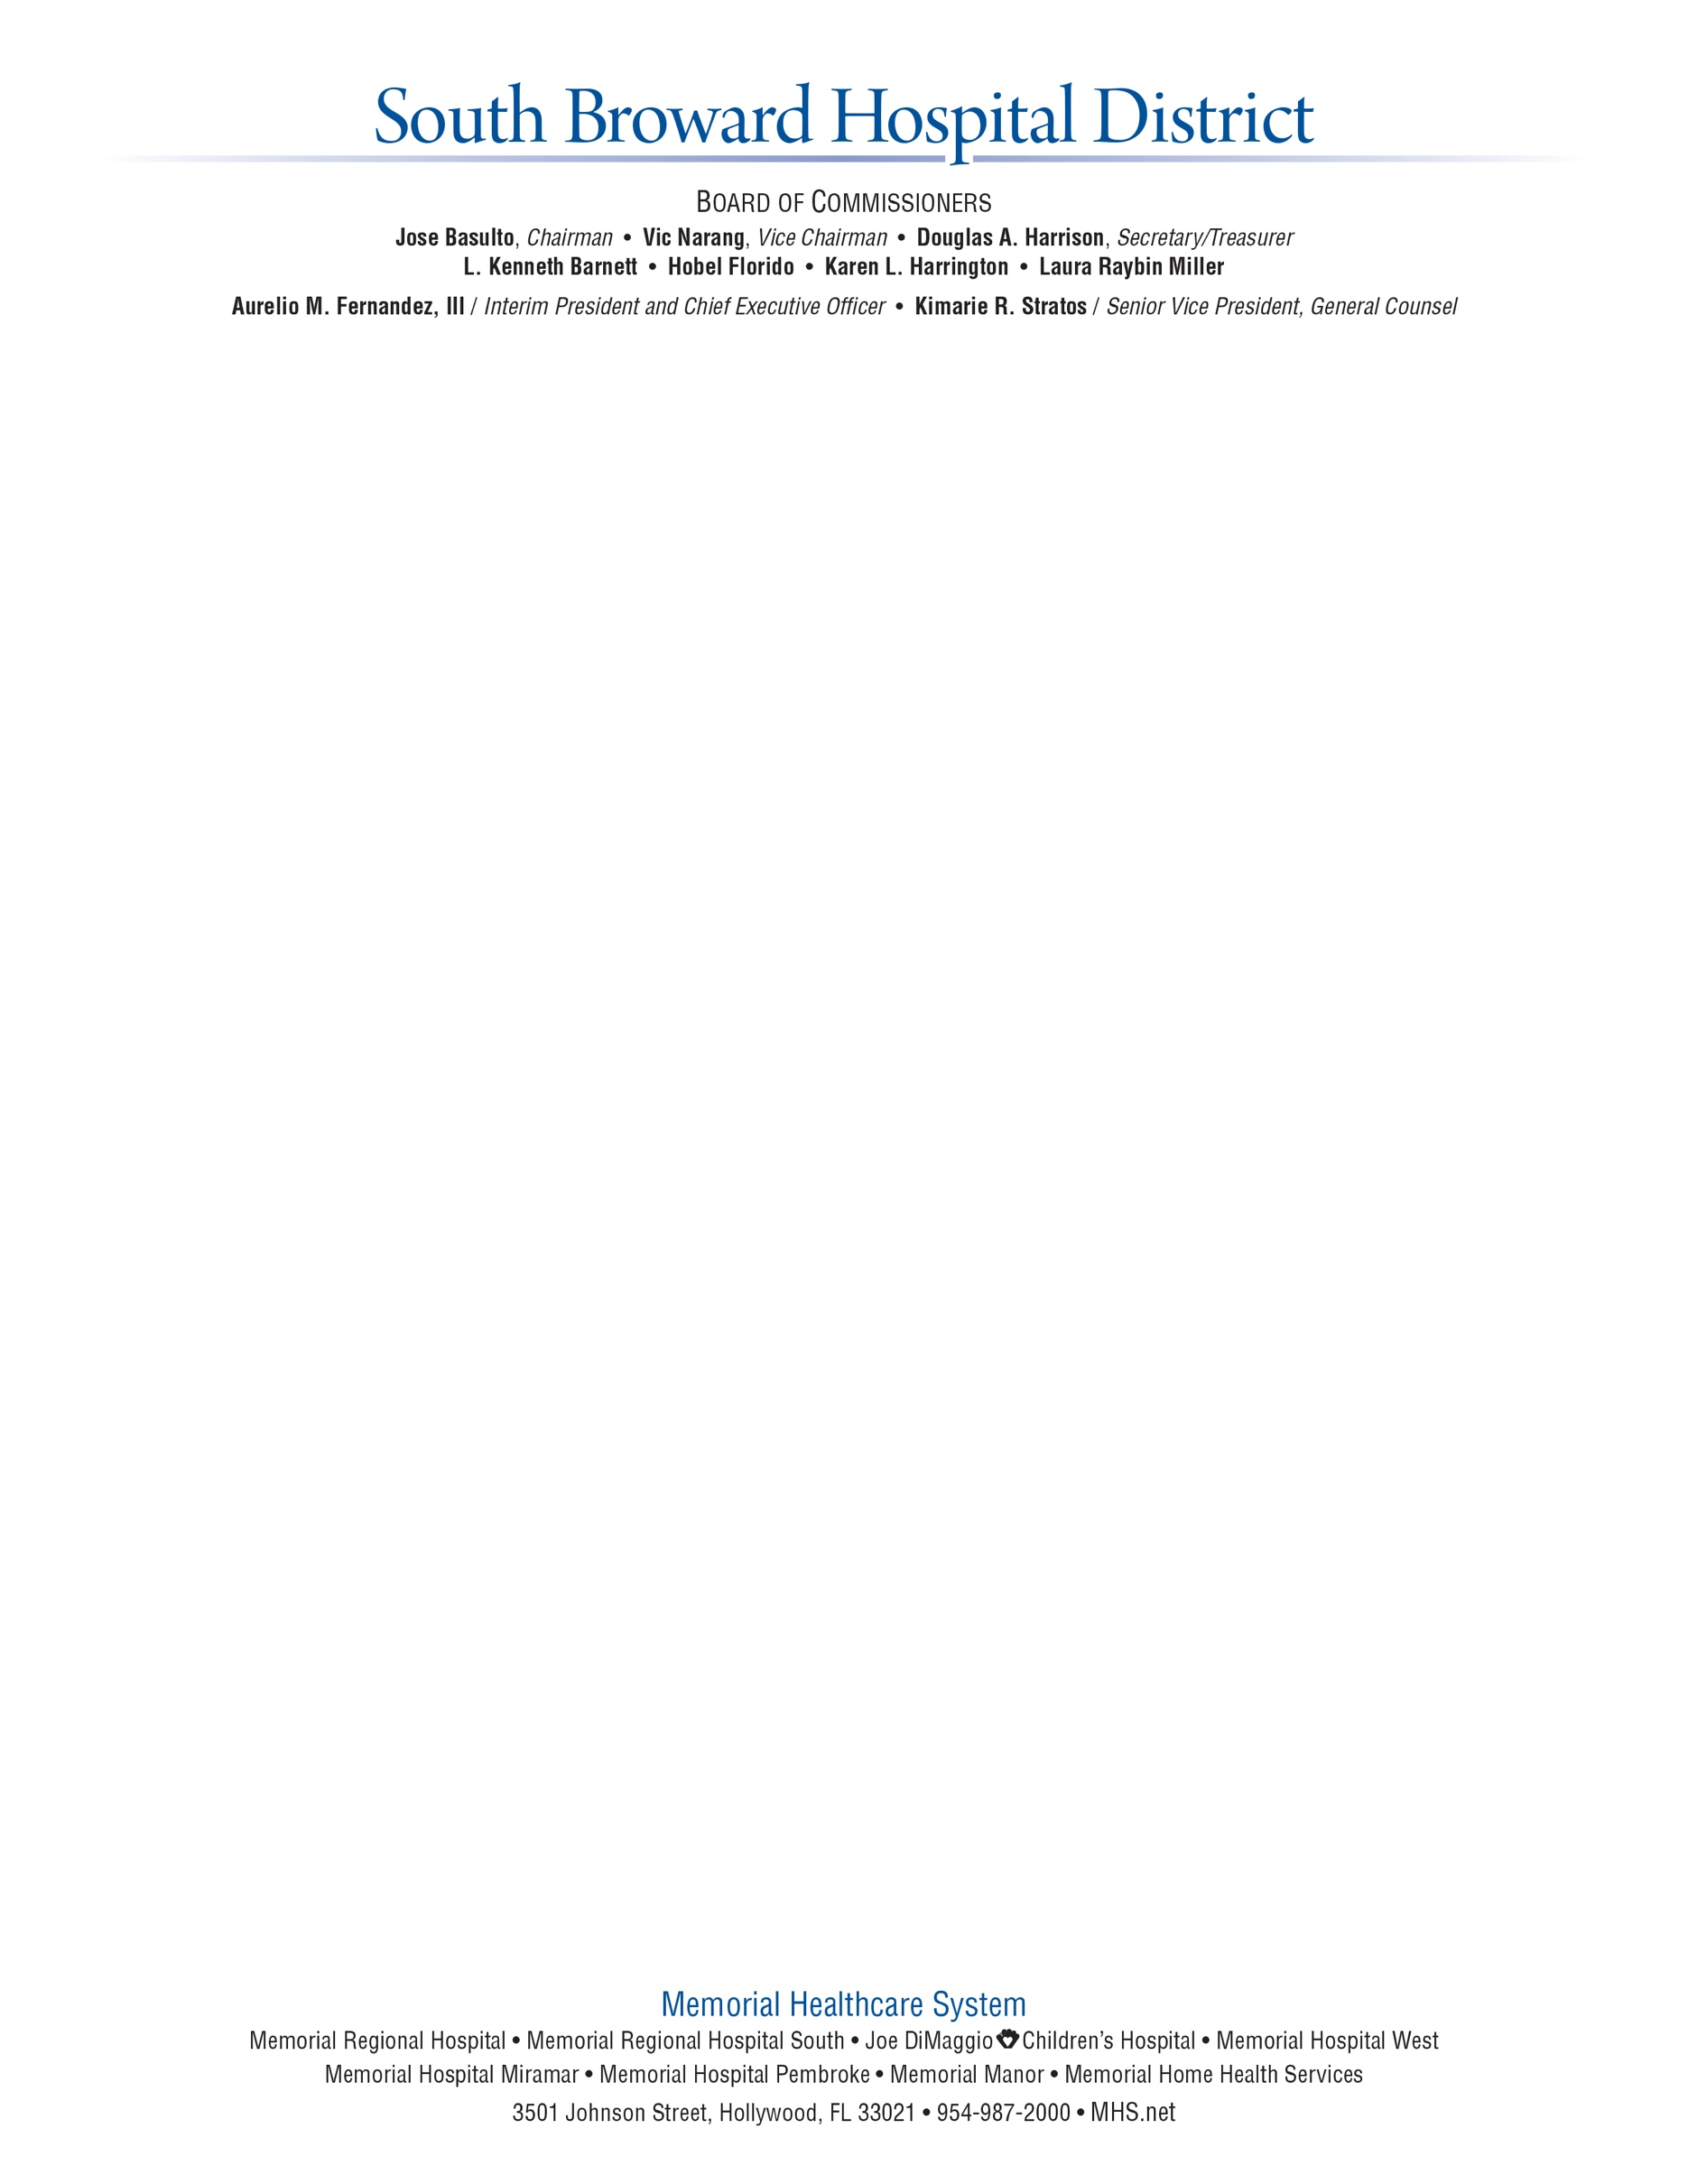 South Broward Hospital District
BOARD OF COMMISSIONERS
Jose Basulto, Chairman • Vic Narang, Vice Chairman • Douglas A. Harrison, Secretary/Treasurer
L. Kenneth Barnett • Hobel Florido • Karen L. Harrington • Laura Raybin Miller
Aurelio M. Fernandez, III / Interim President and Chief Executive Officer • Kimarie R. Stratos / Senior Vice President, General Counsel
Memorial Healthcare System
Memorial Regional Hospital • Memorial Regional Hospital South • Joe DiMaggio Children’s Hospital • Memorial Hospital West
Memorial Hospital Miramar • Memorial Hospital Pembroke • Memorial Manor • Memorial Home Health Services
3501 Johnson Street, Hollywood, FL 33021 • 954-987-2000 • MHS.net